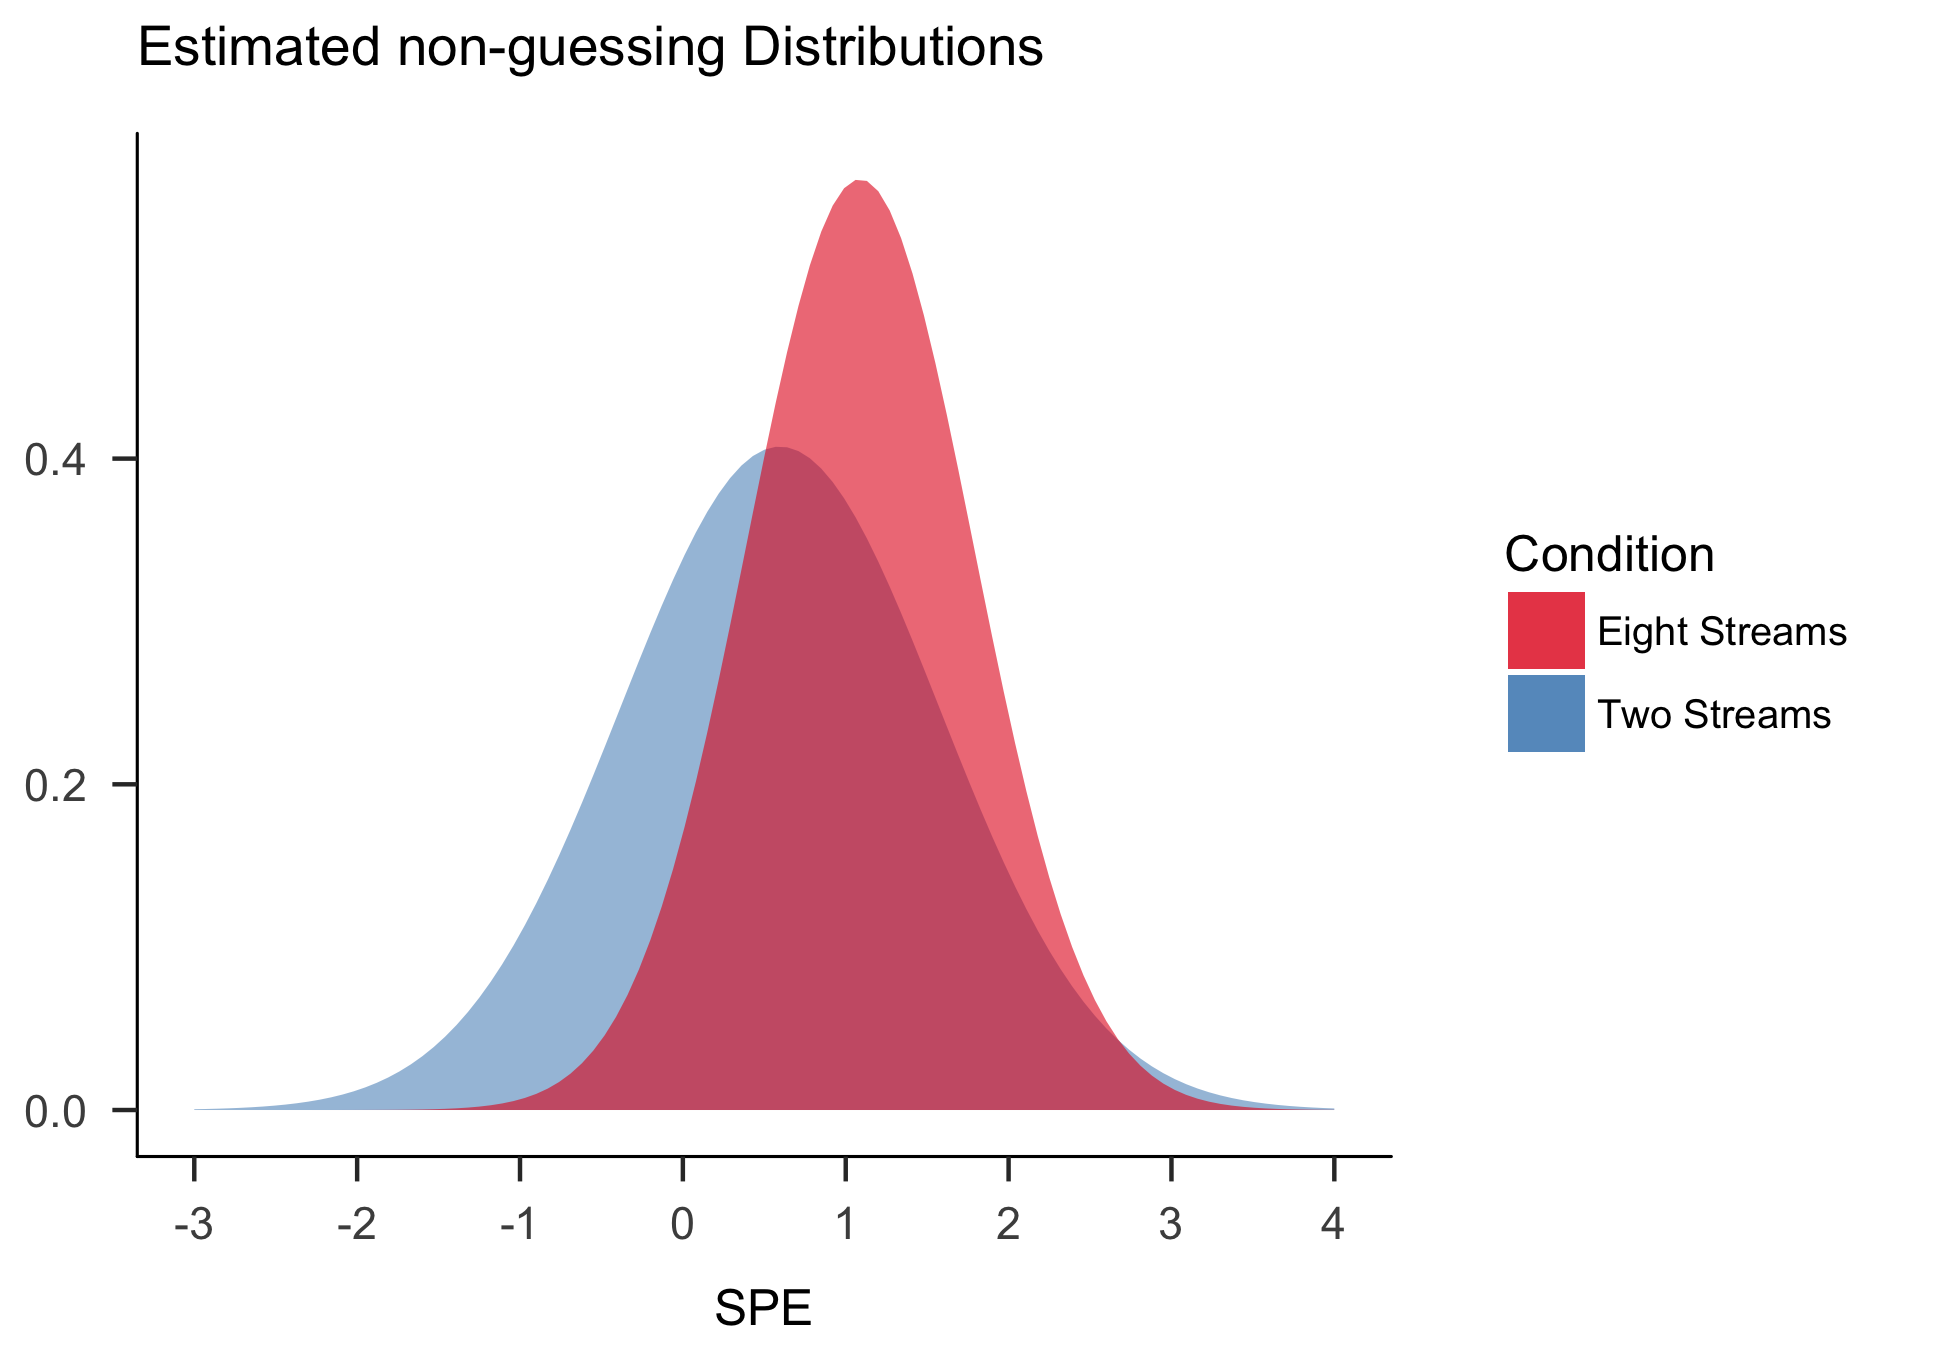 Estimated non-guessing Distributions
0.4
0.2
0.0
-3 -2 -1 0 1 2 3 4
SPE
Condition
Eight Streams
Two Streams